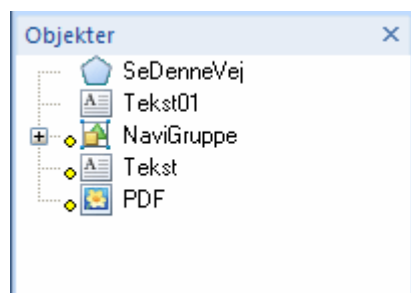 Objekter
SeDenneVej
Tekst01
NaviGruppe
Tekst
PDF